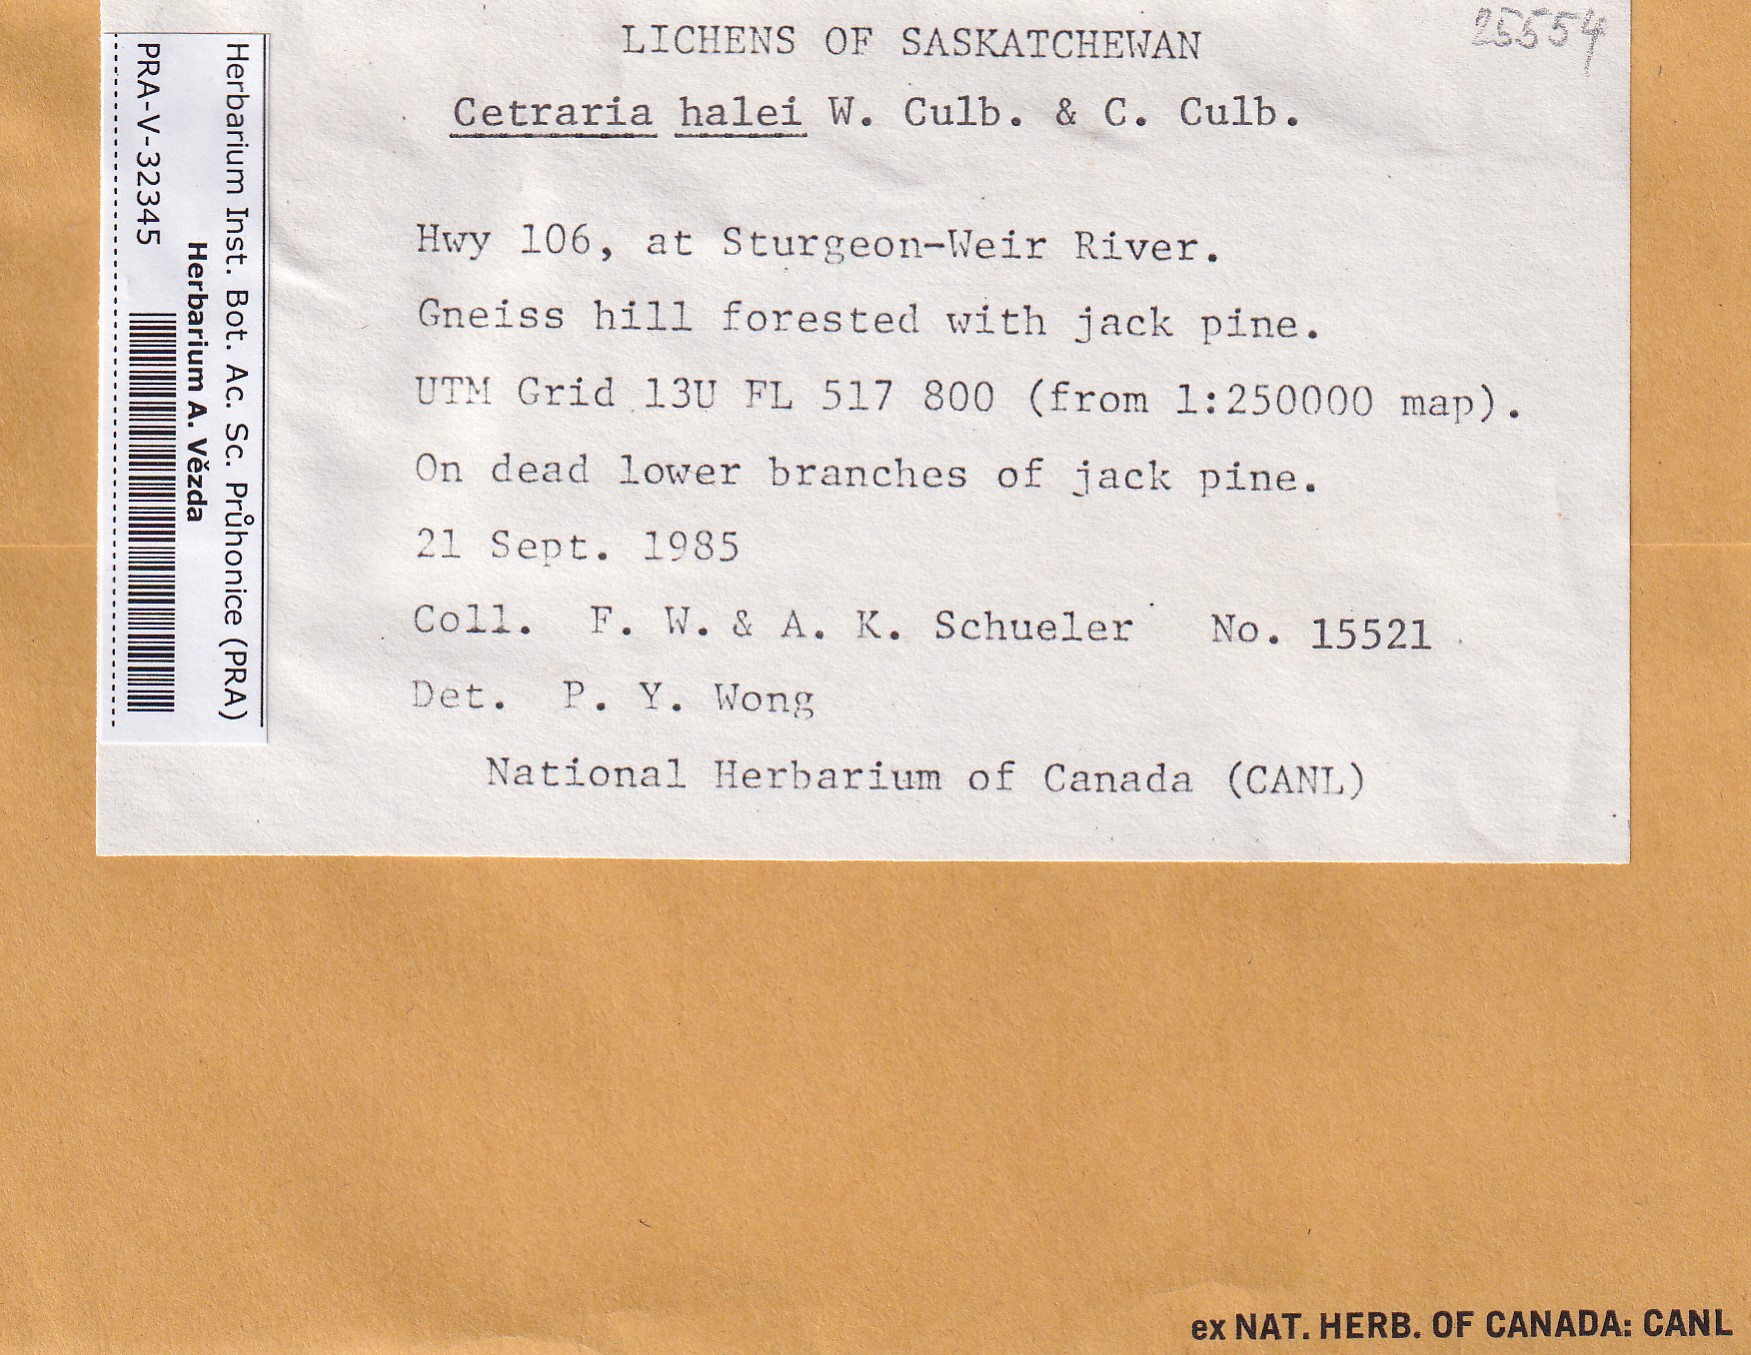 25554
LICHENS OF SASKATCHEWAN
Cetraria halei W. Culb. & C. Culb.
Hwy 106, at Sturgeon-Weir River.
Gneiss hill forested with jack pine.
UTM Grid 13U FL 517 800 (from 1:250000 map).
On dead lower branches of jack pine.
21 Sept. 1985
Coll. F. W. & A. K. Schueler No. 15521
Det. P. Y. Wong
National Herbarium of Canada (CANL)
Herbarium Inst. Bot. Ac. Sc. Průhonice (PRA)
Herbarium A. Vězda
PRA-V-32345
ex NAT. HERB. OF CANADA: CANL